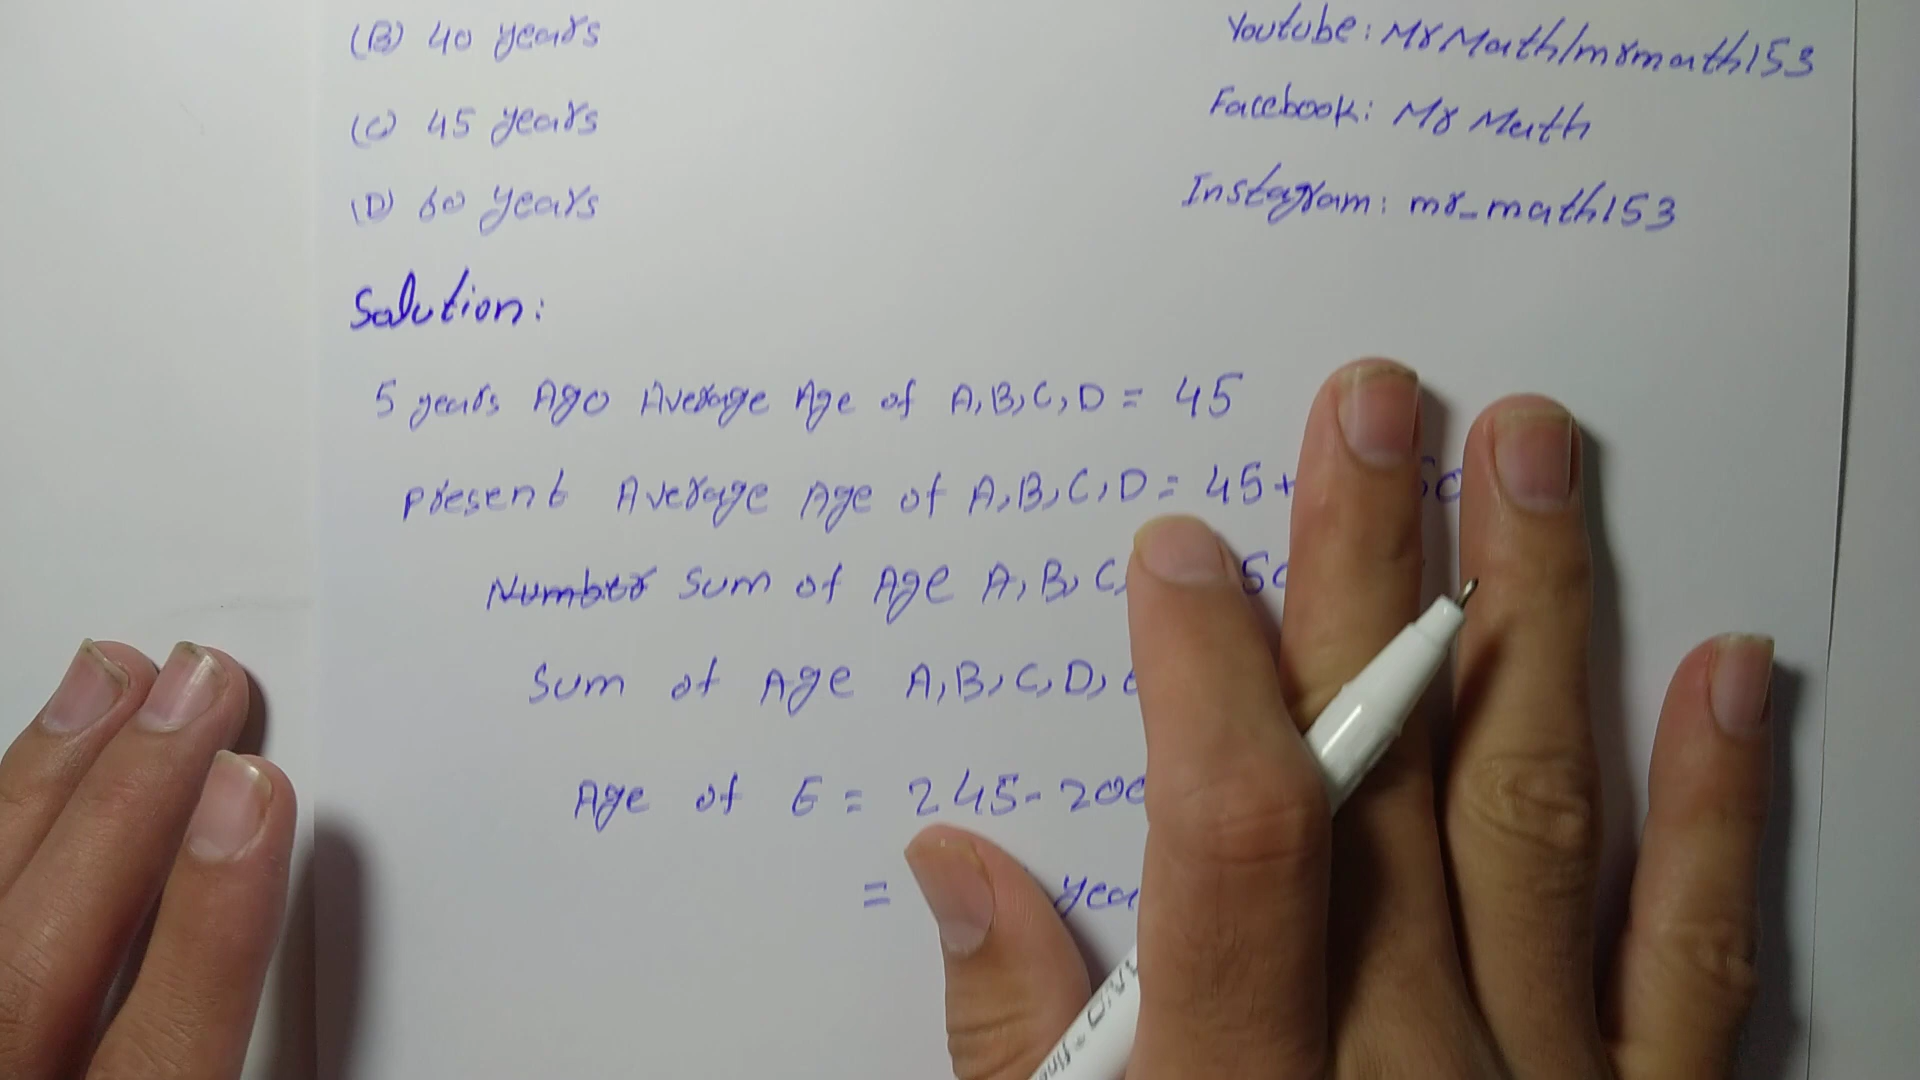 (B) 40 years
Youtube: Mr Math/mrmath153
(C) 45 years
Facebook: Mr Math
(D) 60 years
Instagram: mr_math153
Solution:
5 years Ago Average Age of A,B,C,D = 45
Present Average Age of A,B,C,D = 45+
Number Sum of Age A,B,C,
Sum of Age A,B,C,D,
Age of E = 245-200
=